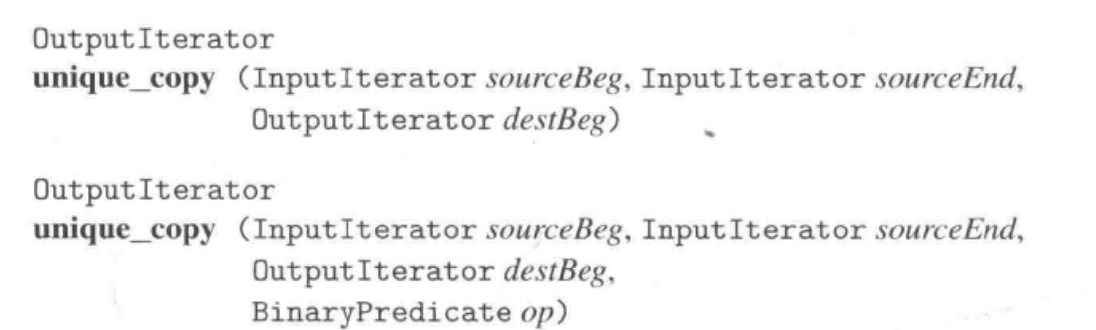 OutputIterator
unique_copy (InputIterator sourceBeg, InputIterator sourceEnd,
OutputIterator destBeg)
OutputIterator
unique_copy (InputIterator sourceBeg, InputIterator sourceEnd,
OutputIterator destBeg,
BinaryPredicate op)